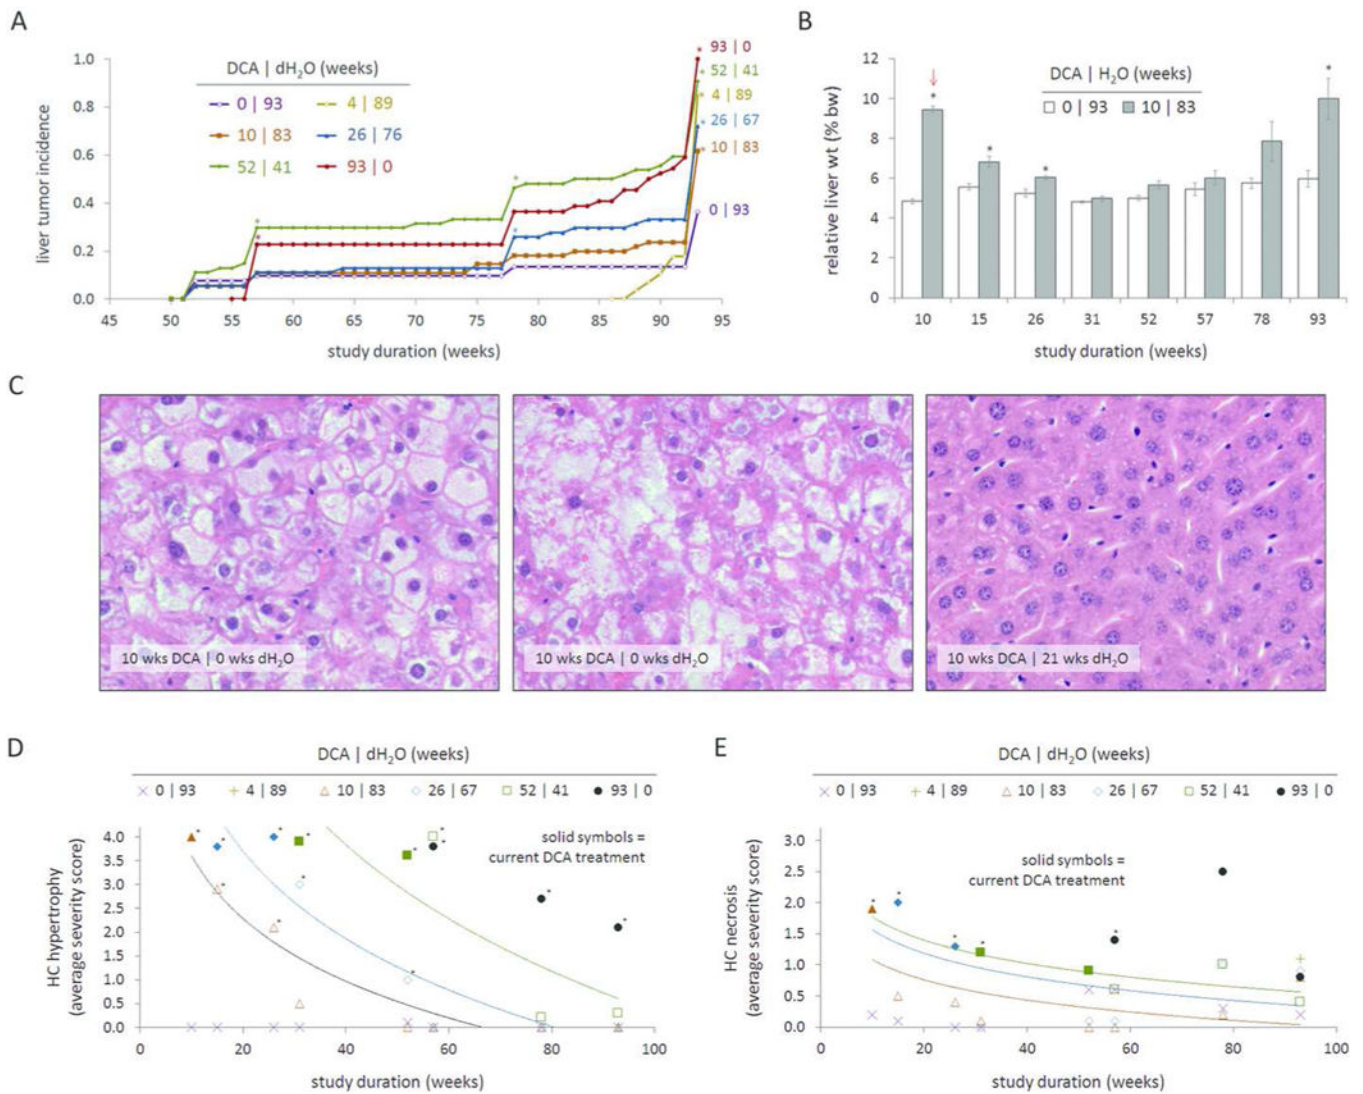 A
liver tumor incidence
1.0
0.8
0.6
0.4
0.2
0.0
DCA | dH₂O (weeks)
0 | 93
4 | 89
10 | 83
26 | 76
52 | 41
93 | 0
* 93 | 0
* 52 | 41
* 4 | 89
* 26 | 67
* 10 | 83
0 | 93
45 50 55 60 65 70 75 80 85 90 95
study duration (weeks)
B
relative liver wt (% bw)
12
10
8
6
4
2
0
DCA | H₂O (weeks)
0 | 93 10 | 83
10 15 26 31 52 57 78 93
study duration (weeks)
C
10 wks DCA | 0 wks dH₂O
10 wks DCA | 0 wks dH₂O
10 wks DCA | 21 wks dH₂O
D
DCA | dH₂O (weeks)
0 | 93 4 | 89 10 | 83 26 | 67 52 | 41 93 | 0
HC hypertrophy
(average severity score)
4.0
3.5
3.0
2.5
2.0
1.5
1.0
0.5
0.0
solid symbols =
current DCA treatment
0 20 40 60 80 100
study duration (weeks)
E
DCA | dH₂O (weeks)
0 | 93 4 | 89 10 | 83 26 | 67 52 | 41 93 | 0
HC necrosis
(average severity score)
3.0
2.5
2.0
1.5
1.0
0.5
0.0
solid symbols =
current DCA treatment
0 20 40 60 80 100
study duration (weeks)